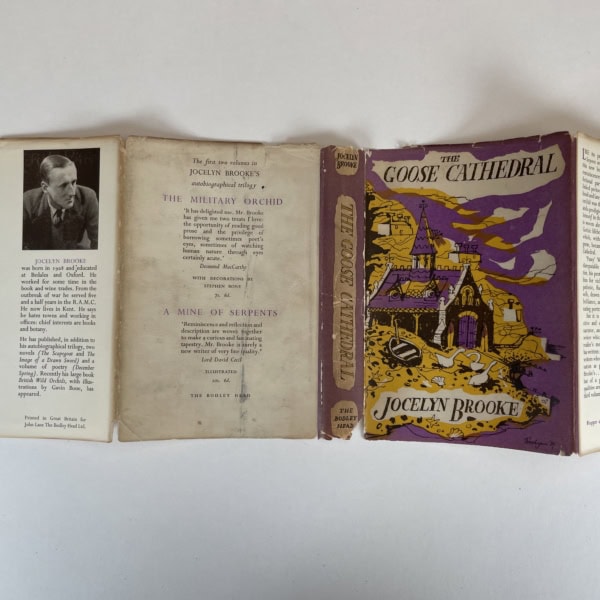 JOCELYN BROOKE
was born in 1908 and educated
at Bedales and Oxford. He
worked for some time in the
book and wine trades. From the
outbreak of war he served five
and a half years in the R.A.M.C.
He now lives in Kent. He
hates towns and working in
offices: chief interests are books
and botany.
He has published, in addition to
his autobiographical trilogy, two
novels (The Scapegoat and The
Image of a Drawn Sword) and a
volume of poetry (December
Spring). Recently his large book
British Wild Orchids, with illus-
trations by Gavin Bone, has
appeared.
Printed in Great Britain for
John Lane The Bodley Head Ltd.
The first two volumes in
JOCELYN BROOKE'S
autobiographical trilogy
THE MILITARY ORCHID
'It has delighted me. Mr. Brooke
has given me two treats I love:
the opportunity of reading good
prose and the privilege of
borrowing sometimes poet's
eyes, sometimes of watching
human nature through eyes
certainly acute.'
Desmond MacCarthy
WITH DECORATIONS BY
STEPHEN BONE
A MINE OF SERPENTS
'Reminiscence and reflection and
description are woven together
to make a curious and fascinating
tapestry. Mr. Brooke is surely a
new writer of very fine quality.'
Lord David Cecil
ILLUSTRATED
THE BODLEY HEAD
JOCELYN
BROOKE
THE GOOSE CATHEDRAL
THE
BODLEY
HEAD
THE
GOOSE CATHEDRAL
JOCELYN BROOKE